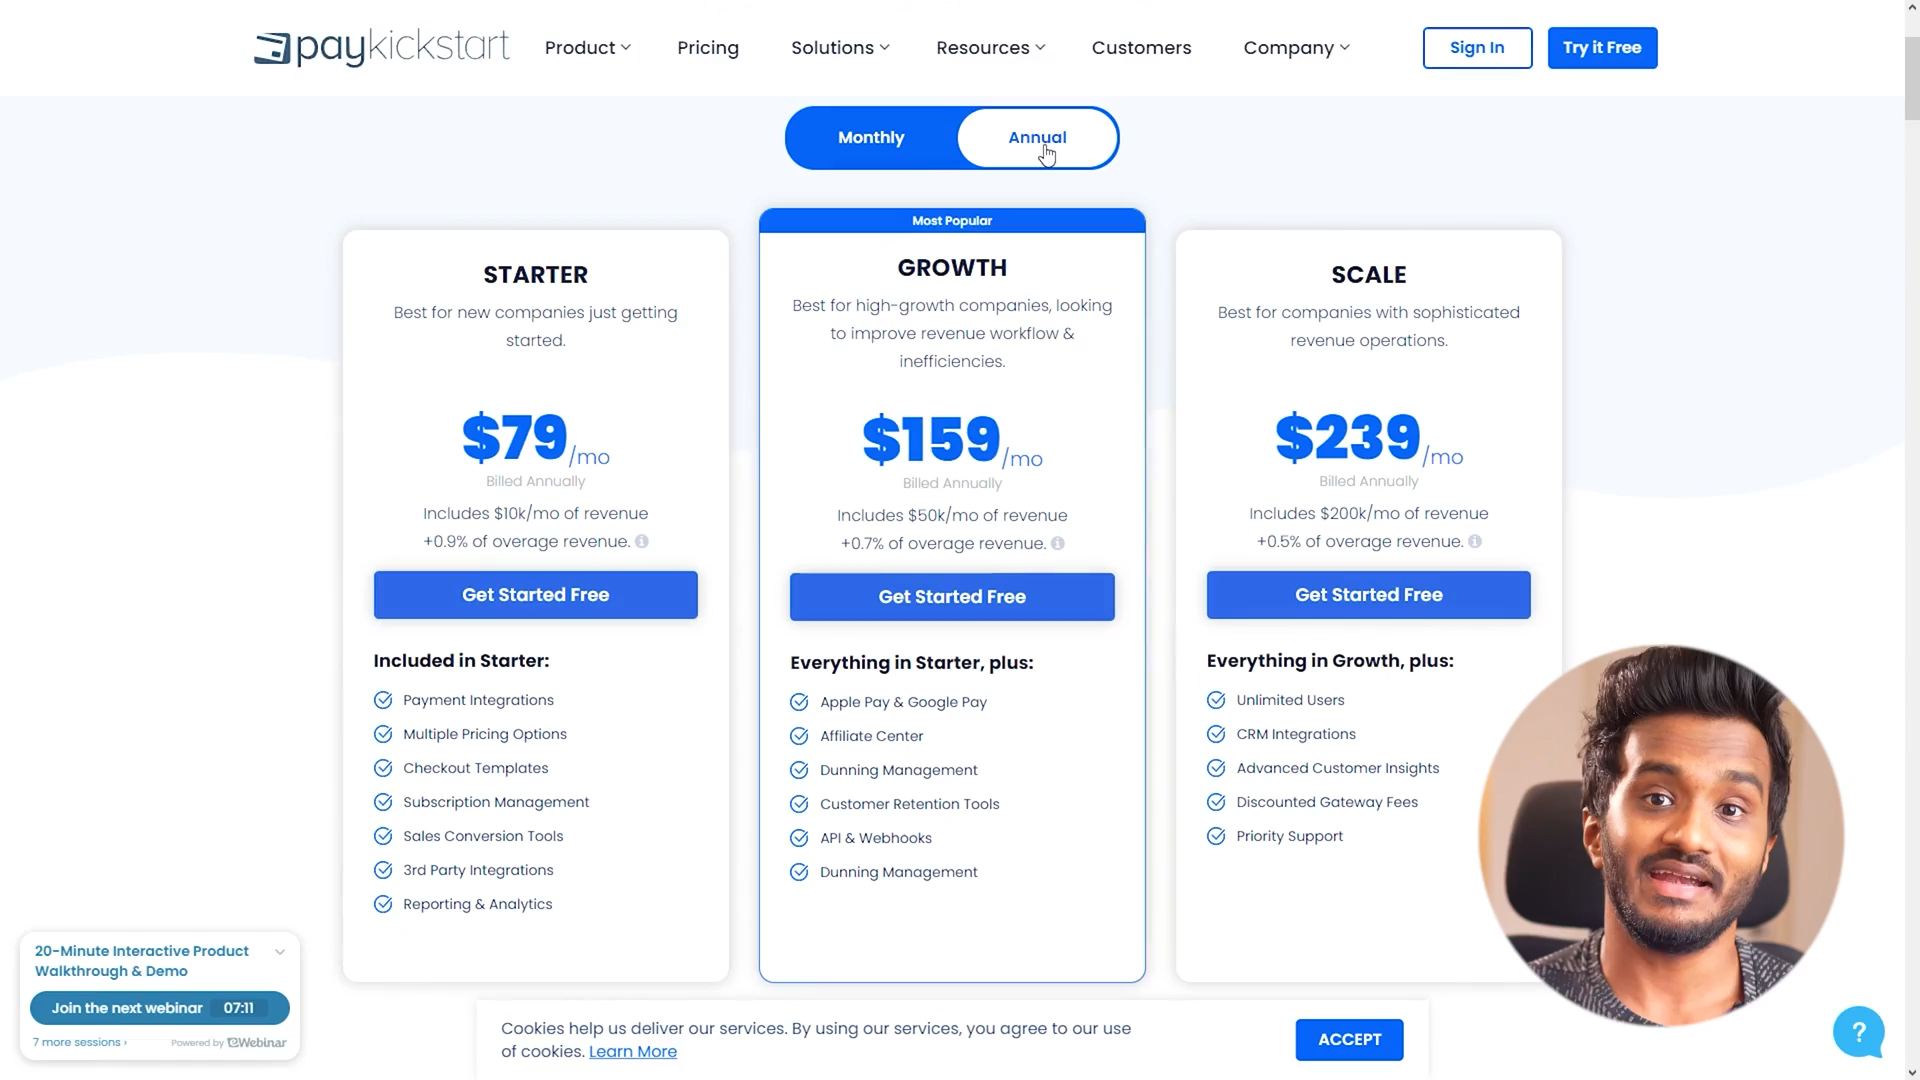 paykickstart
Product
Pricing
Solutions
Resources
Customers
Company
Sign In
Try it Free
Monthly
Annual
STARTER
Best for new companies just getting
started.
$79/mo
Billed Annually
Includes $10k/mo of revenue
+0.9% of overage revenue.
Get Started Free
Included in Starter:
Payment Integrations
Multiple Pricing Options
Checkout Templates
Subscription Management
Sales Conversion Tools
3rd Party Integrations
Reporting & Analytics
Most Popular
GROWTH
Best for high-growth companies, looking
to improve revenue workflow &
inefficiencies.
$159/mo
Billed Annually
Includes $50k/mo of revenue
+0.7% of overage revenue.
Get Started Free
Everything in Starter, plus:
Apple Pay & Google Pay
Affiliate Center
Dunning Management
Customer Retention Tools
API & Webhooks
Dunning Management
SCALE
Best for companies with sophisticated
revenue operations.
$239/mo
Billed Annually
Includes $200k/mo of revenue
+0.5% of overage revenue.
Get Started Free
Everything in Growth, plus:
Unlimited Users
CRM Integrations
Advanced Customer Insights
Discounted Gateway Fees
Priority Support
20-Minute Interactive Product
Walkthrough & Demo
Join the next webinar 07:11
7 more sessions ›
Powered by eWebinar
Cookies help us deliver our services. By using our services, you agree to our use
of cookies. Learn More
ACCEPT
?